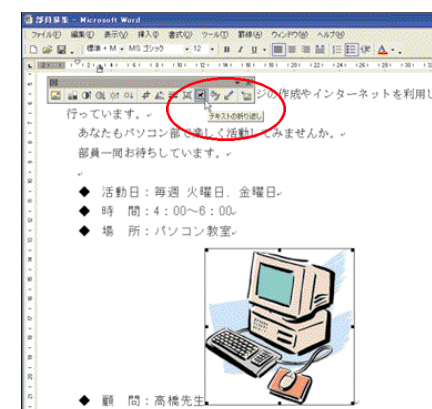 部員募集 - Microsoft Word
ファイル(F) 編集(E) 表示(V) 挿入(I) 書式(O) ツール(T) 罫線(A) ウィンドウ(W) ヘルプ(H)
標準 + M MS ゴシック 12 B I U A
ジの作成やインターネットを利用し
テキストの折り返し
行っています。
あなたもパソコン部で楽しく活動してみませんか。
部員一同お待ちしています。
◆ 活動日：毎週 火曜日、金曜日
◆ 時　間：4：00～6：00
◆ 場　所：パソコン教室
◆ 顧　問：高橋先生